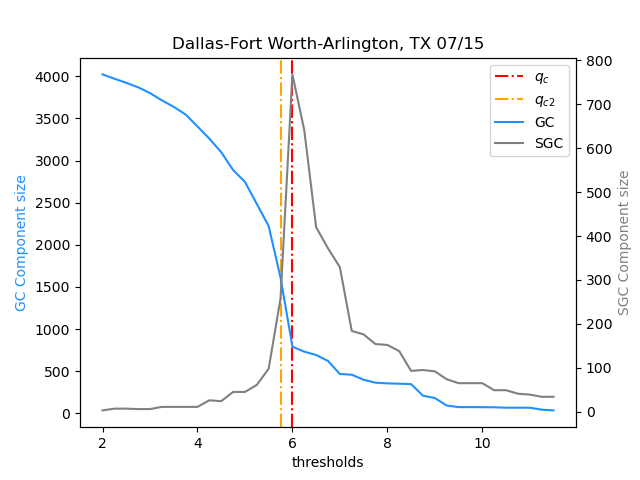 Dallas-Fort Worth-Arlington, TX 07/15
GC Component size
4000
3500
3000
2500
2000
1500
1000
500
0
q_c
q_{c2}
GC
SGC
800
700
600
500
400
300
200
100
0
SGC Component size
2 4 6 8 10
thresholds